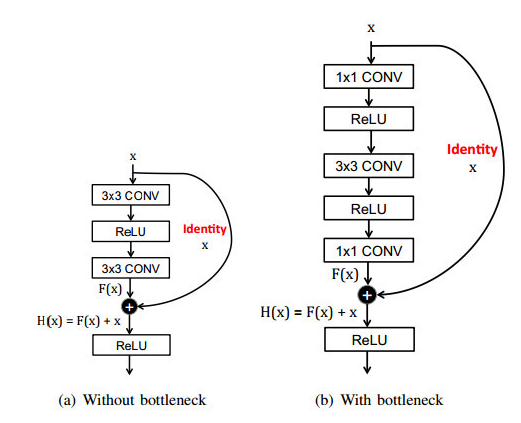 x
3x3 CONV
ReLU
Identity
x
3x3 CONV
F(x)
+
H(x) = F(x) + x
ReLU
(a) Without bottleneck
x
1x1 CONV
ReLU
3x3 CONV
Identity
x
ReLU
1x1 CONV
F(x)
+
H(x) = F(x) + x
ReLU
(b) With bottleneck